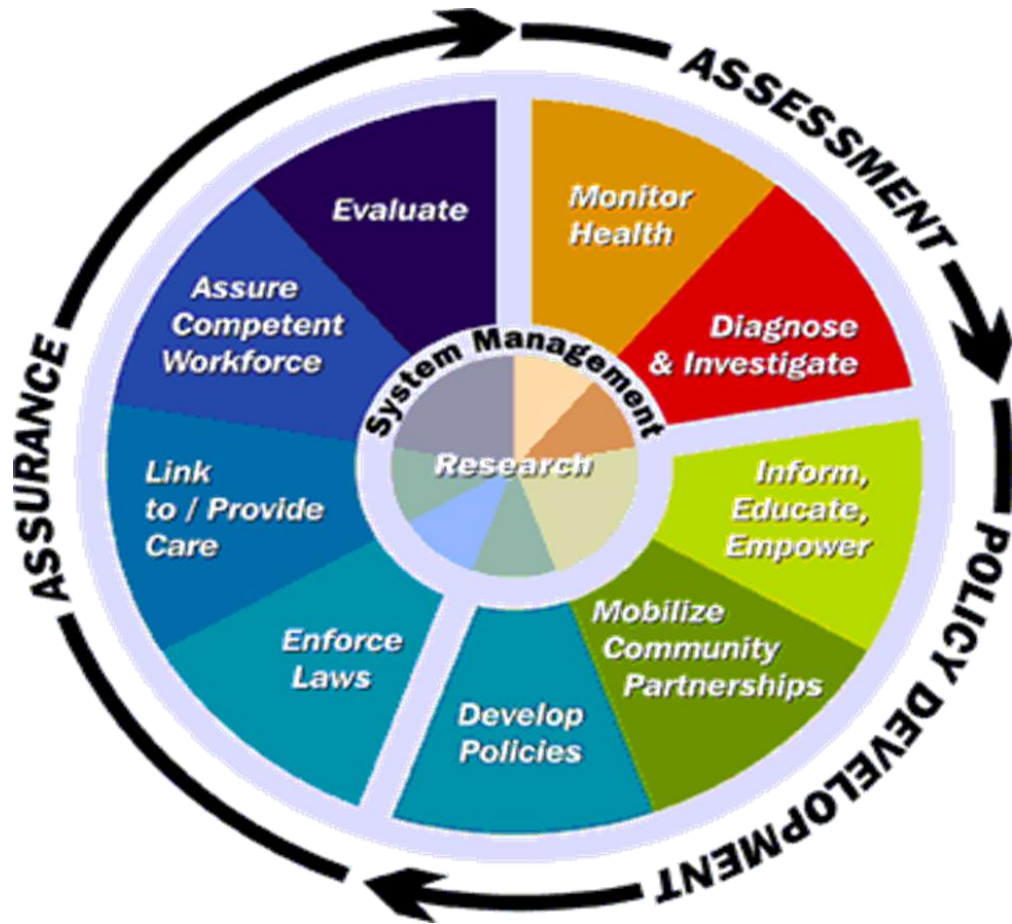 ASSESSMENT
Monitor
Health
Diagnose
& Investigate
POLICY DEVELOPMENT
Inform,
Educate,
Empower
Mobilize
Community
Partnerships
Develop
Policies
ASSURANCE
Enforce
Laws
Link
to / Provide
Care
Assure
Competent
Workforce
Evaluate
System Management
Research